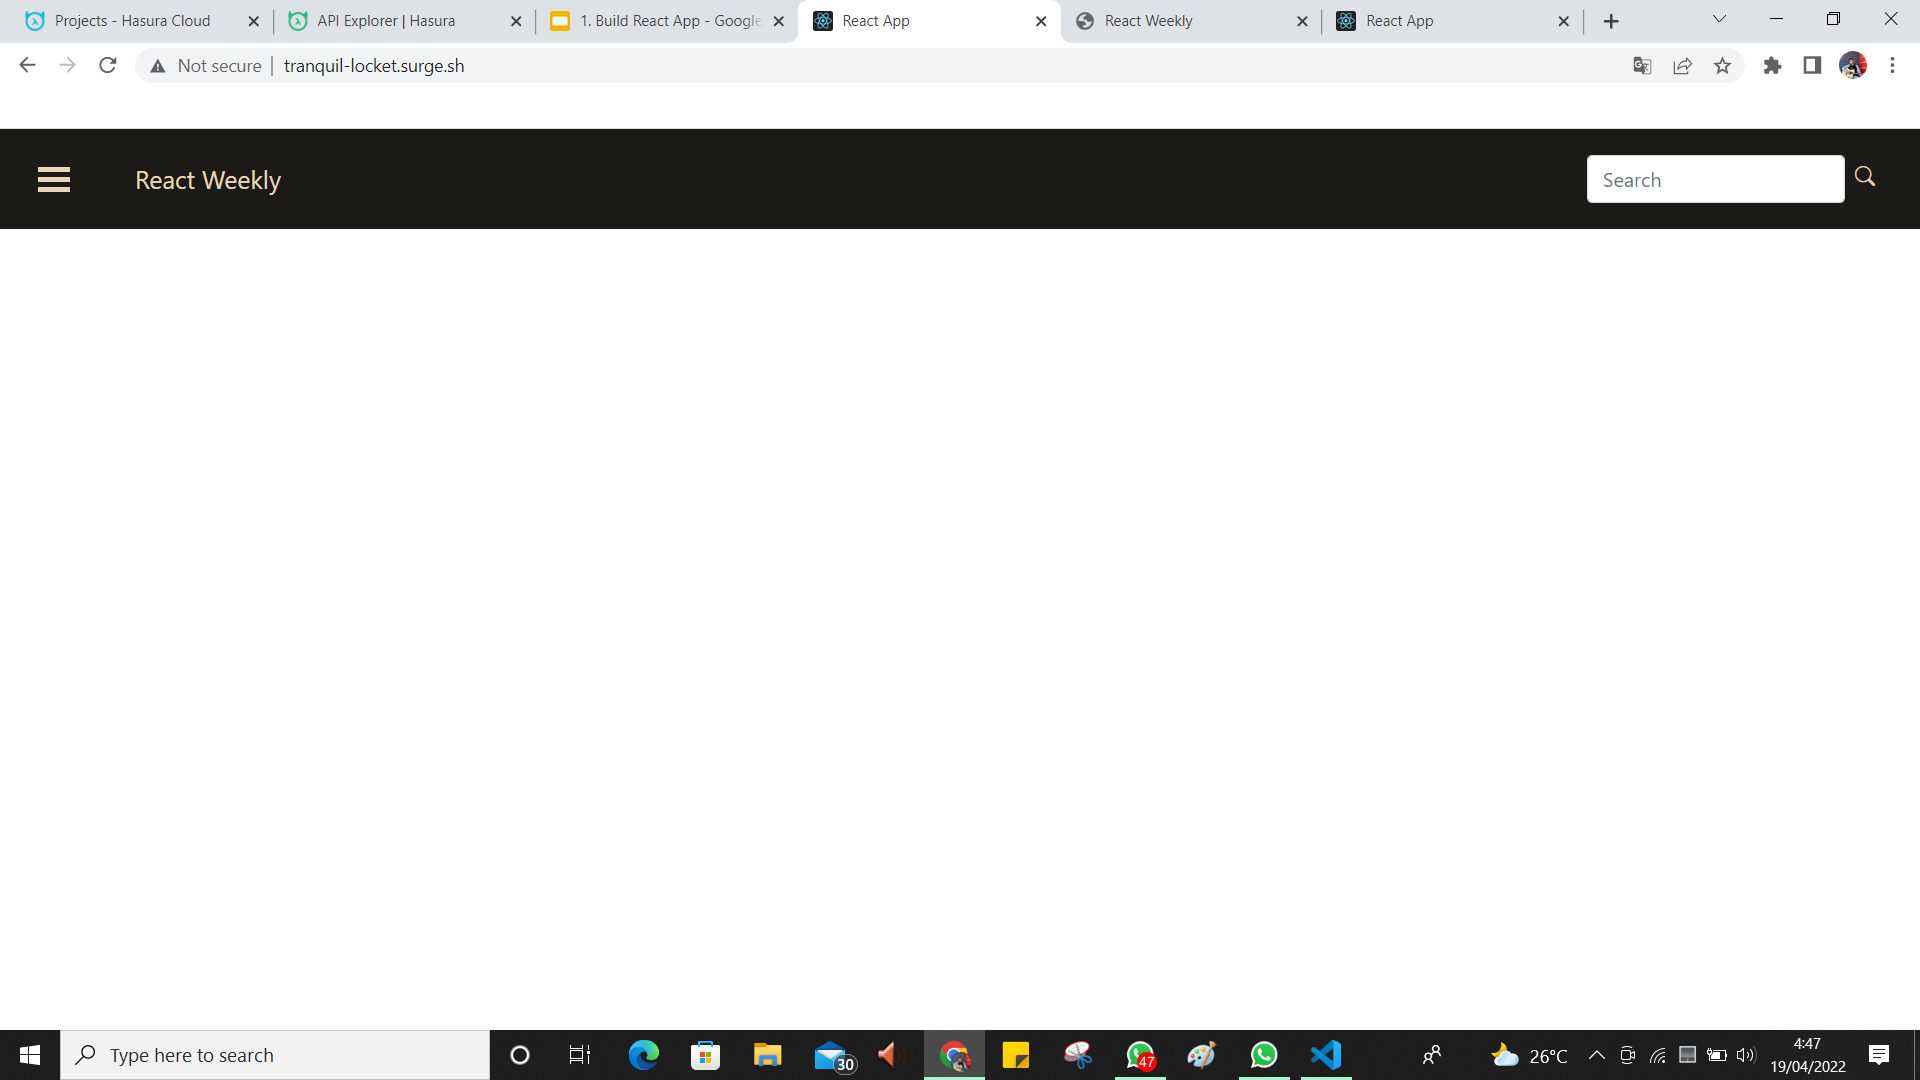 Projects - Hasura Cloud
API Explorer | Hasura
1. Build React App - Google
React App
React Weekly
React App
Not secure | tranquil-locket.surge.sh
React Weekly
Search
Type here to search
30
47
26°C
4:47
19/04/2022